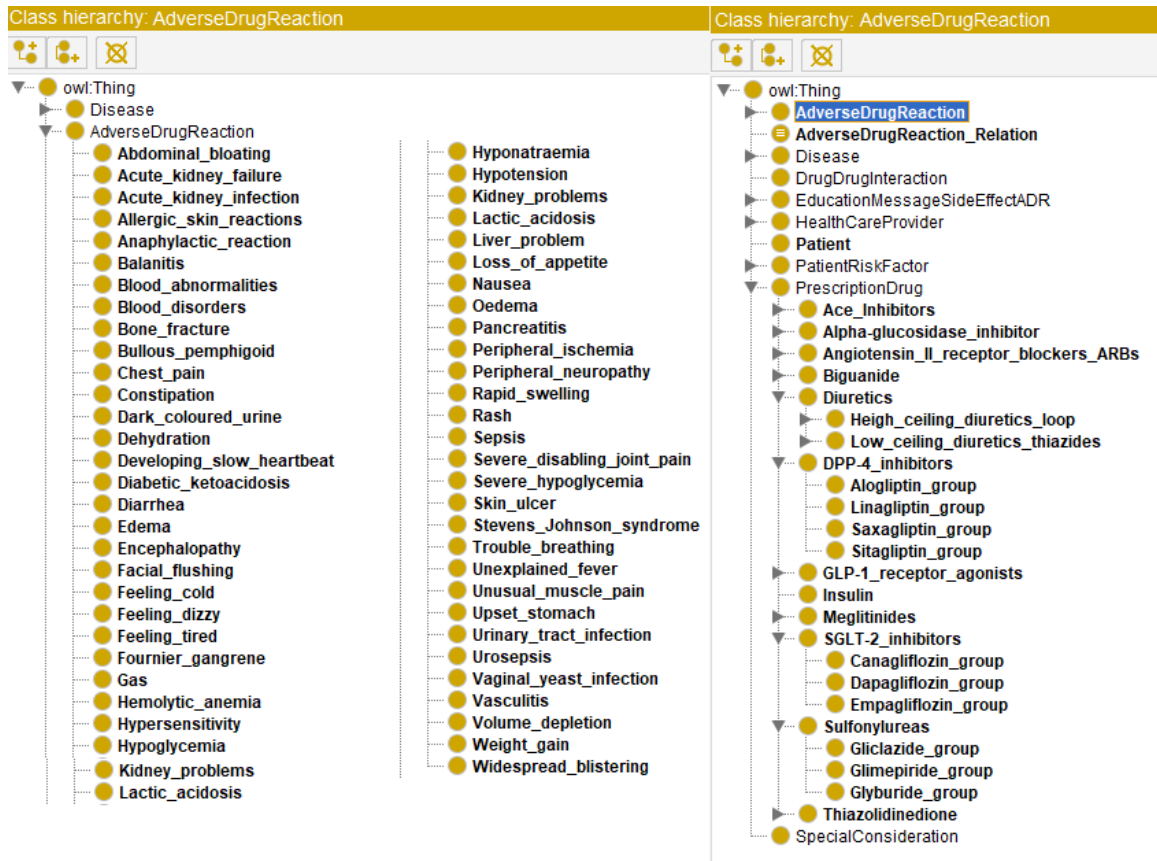 Class hierarchy: AdverseDrugReaction
owl:Thing
Disease
AdverseDrugReaction
Abdominal_bloating
Acute_kidney_failure
Acute_kidney_infection
Allergic_skin_reactions
Anaphylactic_reaction
Balanitis
Blood_abnormalities
Blood_disorders
Bone_fracture
Bullous_pemphigoid
Chest_pain
Constipation
Dark_coloured_urine
Dehydration
Developing_slow_heartbeat
Diabetic_ketoacidosis
Diarrhea
Edema
Encephalopathy
Facial_flushing
Feeling_cold
Feeling_dizzy
Feeling_tired
Fournier_gangrene
Gas
Hemolytic_anemia
Hypersensitivity
Hypoglycemia
Kidney_problems
Lactic_acidosis
Hyponatraemia
Hypotension
Kidney_problems
Lactic_acidosis
Liver_problem
Loss_of_appetite
Nausea
Oedema
Pancreatitis
Peripheral_ischemia
Peripheral_neuropathy
Rapid_swelling
Rash
Sepsis
Severe_disabling_joint_pain
Severe_hypoglycemia
Skin_ulcer
Stevens_Johnson_syndrome
Trouble_breathing
Unexplained_fever
Unusual_muscle_pain
Upset_stomach
Urinary_tract_infection
Urosepsis
Vaginal_yeast_infection
Vasculitis
Volume_depletion
Weight_gain
Widespread_blistering
Class hierarchy: AdverseDrugReaction
owl:Thing
AdverseDrugReaction
AdverseDrugReaction_Relation
Disease
DrugDrugInteraction
EducationMessageSideEffectADR
HealthCareProvider
Patient
PatientRiskFactor
PrescriptionDrug
Ace_Inhibitors
Alpha-glucosidase_inhibitor
Angiotensin_II_receptor_blockers_ARBs
Biguanide
Diuretics
Heigh_ceiling_diuretics_loop
Low_ceiling_diuretics_thiazides
DPP-4_inhibitors
Alogliptin_group
Linagliptin_group
Saxagliptin_group
Sitagliptin_group
GLP-1_receptor_agonists
Insulin
Meglitinides
SGLT-2_inhibitors
Canagliflozin_group
Dapagliflozin_group
Empagliflozin_group
Sulfonylureas
Gliclazide_group
Glimepiride_group
Glyburide_group
Thiazolidinedione
SpecialConsideration